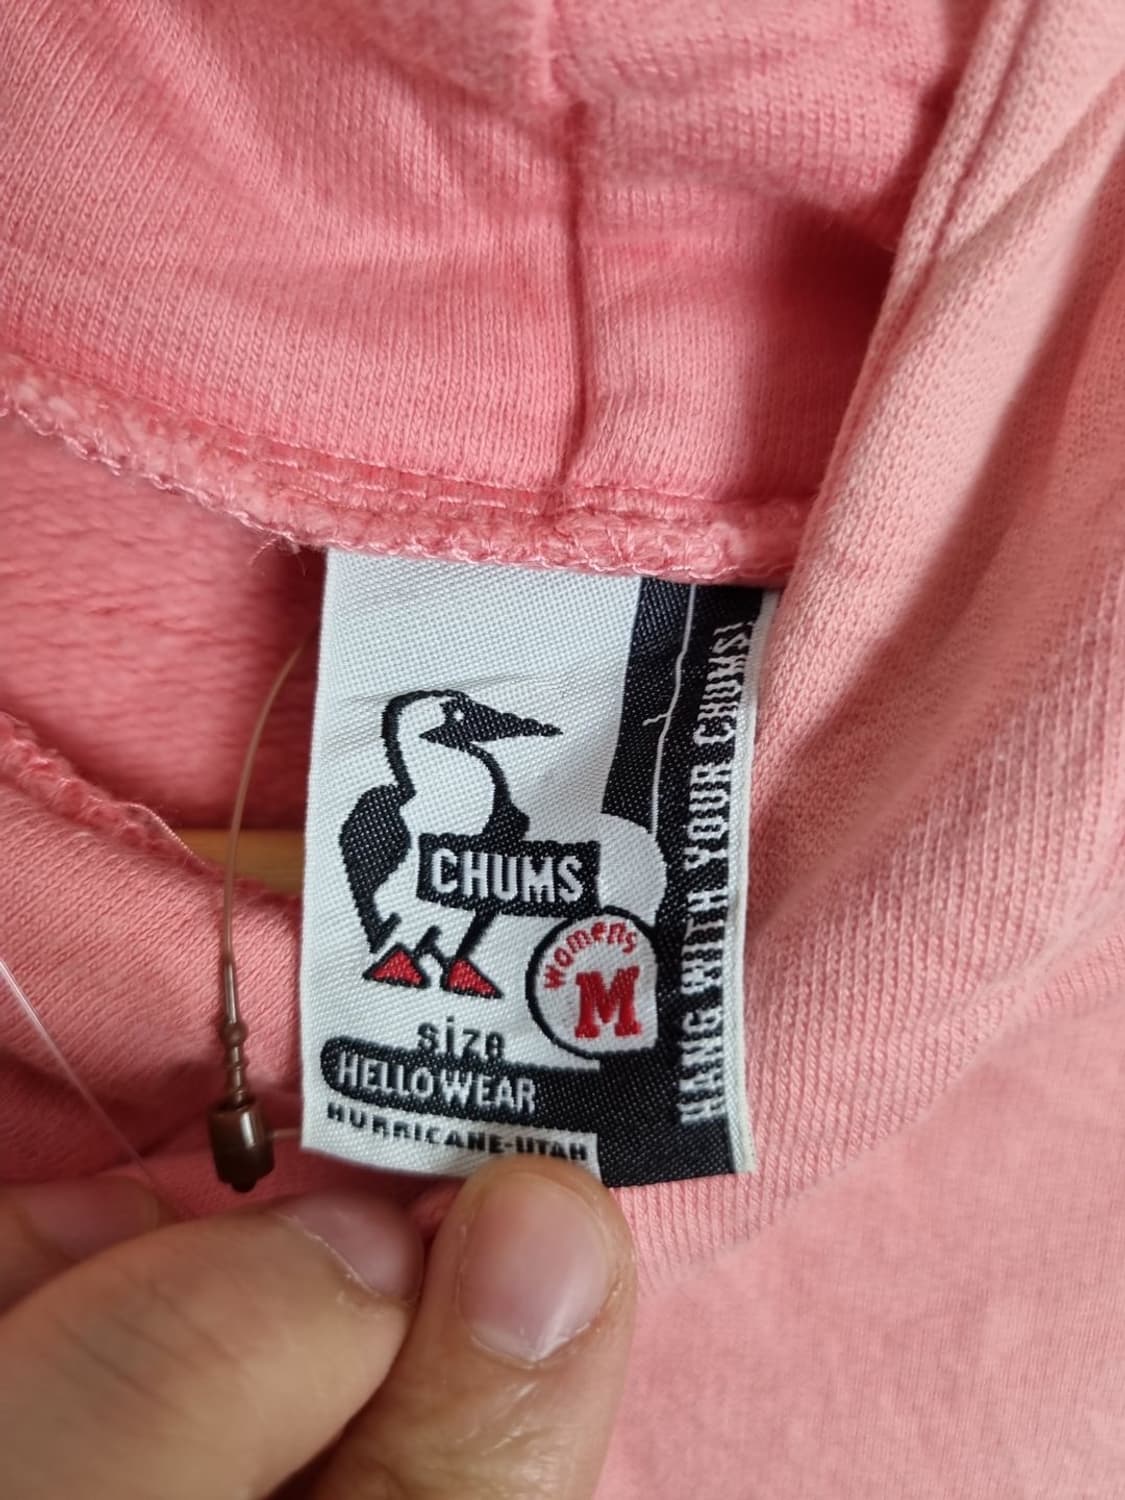 CHUMS
womens
M
size
HELLO WEAR
HURRICANE-UTAH
HANG WITH YOUR CHUMS!